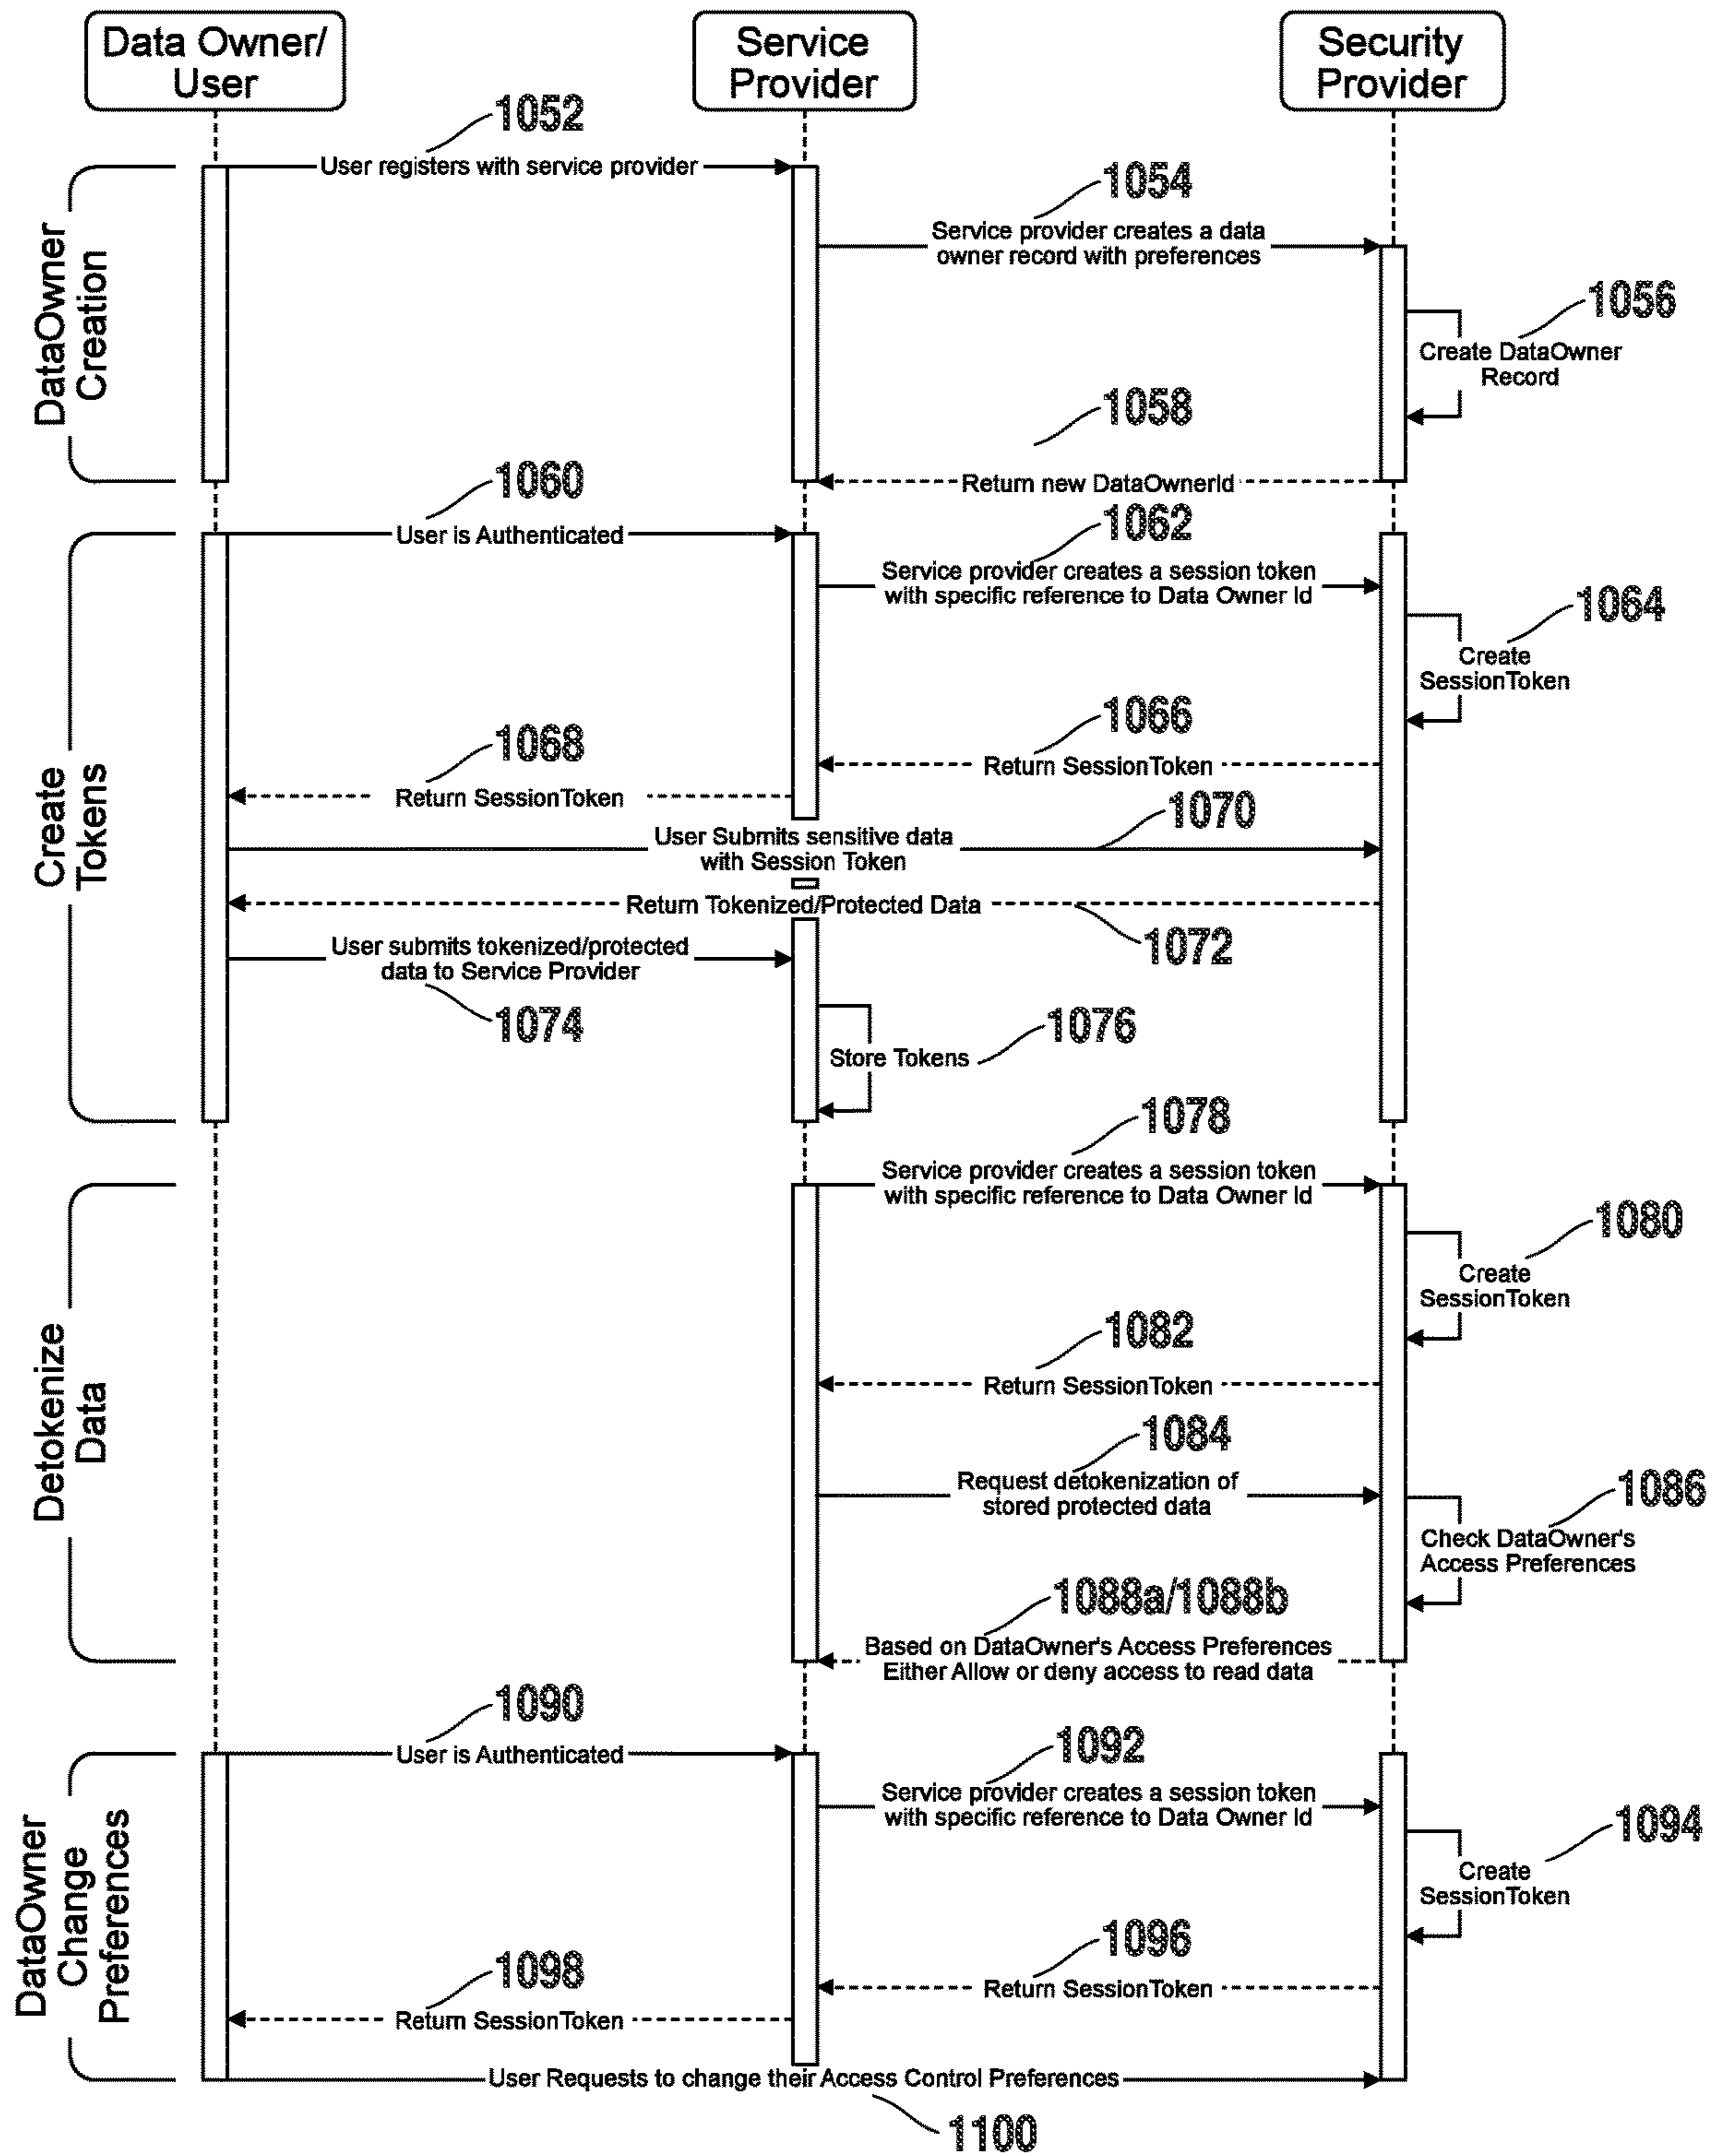 Data Owner/
User
Service
Provider
Security
Provider
1052
User registers with service provider
1054
Service provider creates a data
owner record with preferences
DataOwner
Creation
1056
Create DataOwner
Record
1058
Return new DataOwnerId
1060
User is Authenticated
1062
Service provider creates a session token
with specific reference to Data Owner Id
1064
Create
SessionToken
1066
Return SessionToken
1068
Return SessionToken
Create
Tokens
1070
User Submits sensitive data
with Session Token
Return Tokenized/Protected Data
1072
User submits tokenized/protected
data to Service Provider
1074
1076
Store Tokens
1078
Service provider creates a session token
with specific reference to Data Owner Id
1080
Create
SessionToken
1082
Return SessionToken
Detokenize
Data
1084
Request detokenization of
stored protected data
1086
Check DataOwner's
Access Preferences
1088a/1088b
Based on DataOwner's Access Preferences
Either Allow or deny access to read data
1090
User is Authenticated
1092
Service provider creates a session token
with specific reference to Data Owner Id
1094
Create
SessionToken
DataOwner
Change
Preferences
1096
Return SessionToken
1098
Return SessionToken
User Requests to change their Access Control Preferences
1100